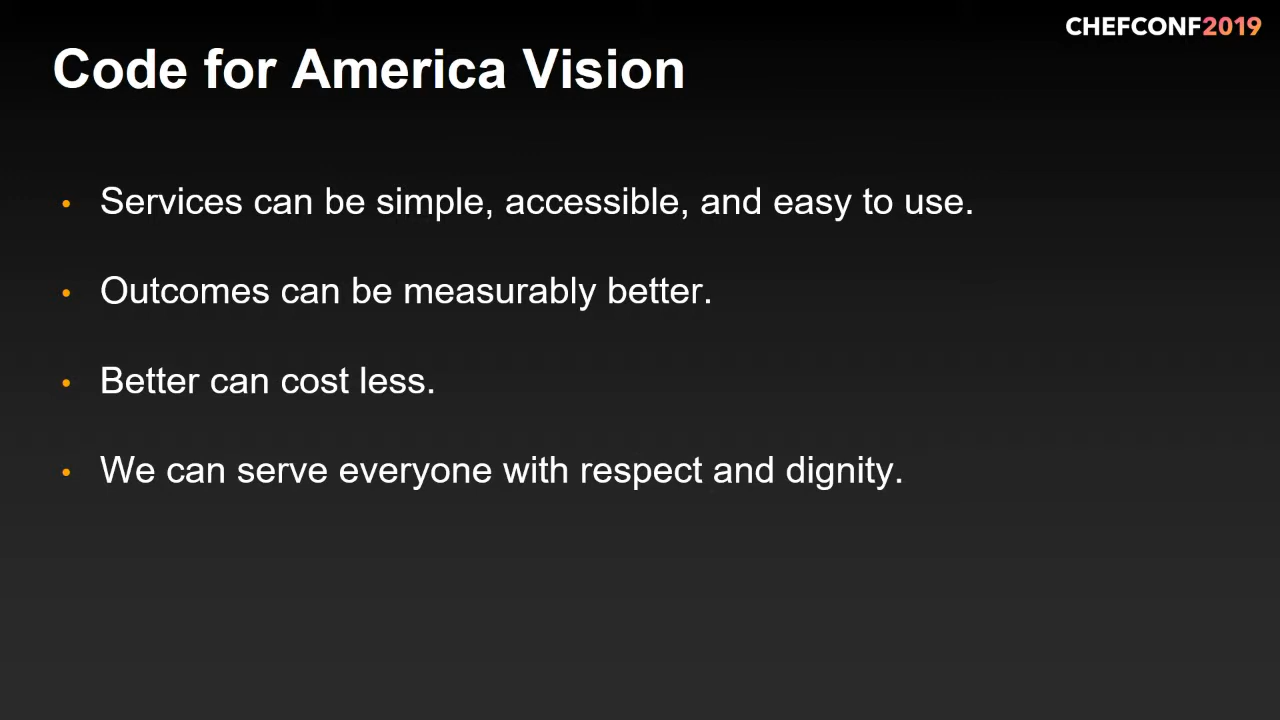 CHEFCONF2019
Code for America Vision
• Services can be simple, accessible, and easy to use.
• Outcomes can be measurably better.
• Better can cost less.
• We can serve everyone with respect and dignity.